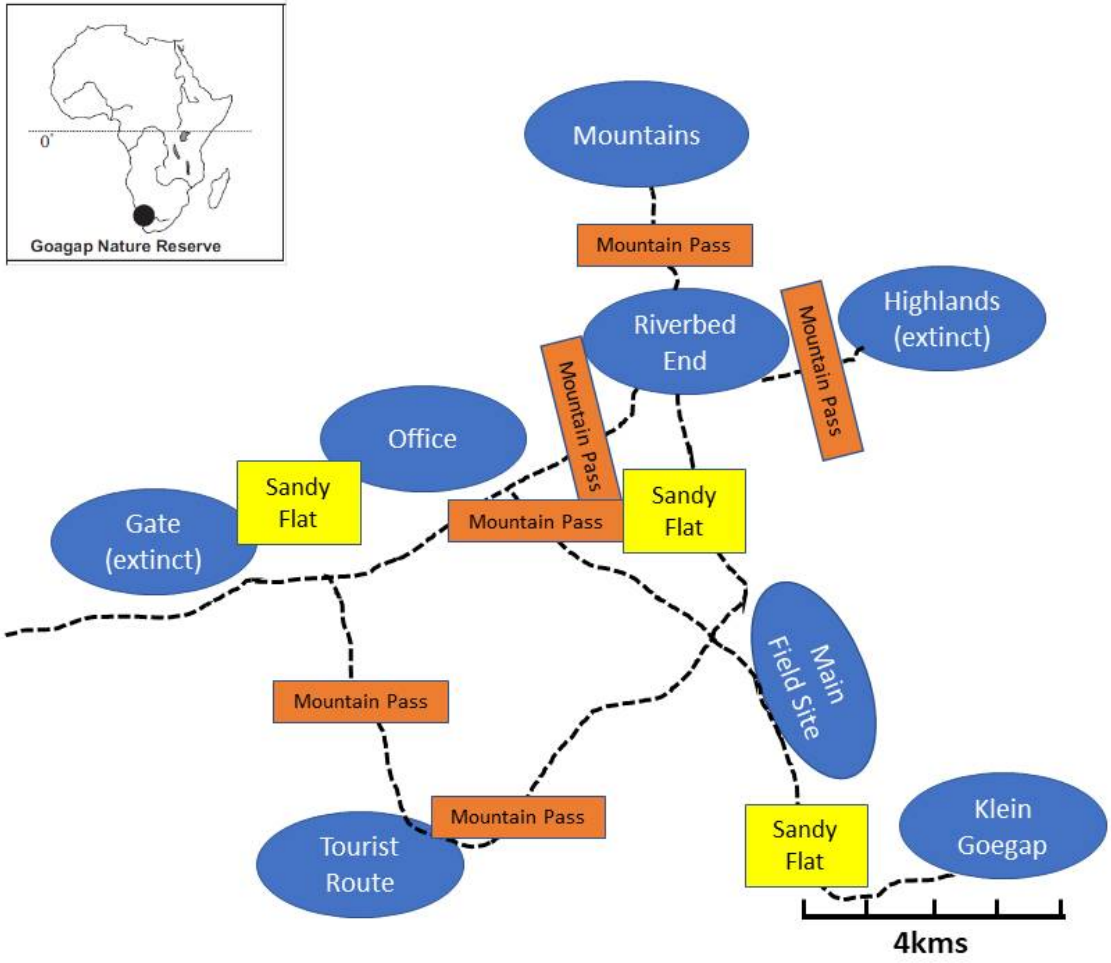 0°
Goagap Nature Reserve
Mountains
Mountain Pass
Riverbed
End
Mountain Pass
Highlands
(extinct)
Mountain Pass
Office
Sandy
Flat
Gate
(extinct)
Mountain Pass
Sandy
Flat
Main
Field Site
Mountain Pass
Mountain Pass
Tourist
Route
Sandy
Flat
Klein
Goegap
4kms